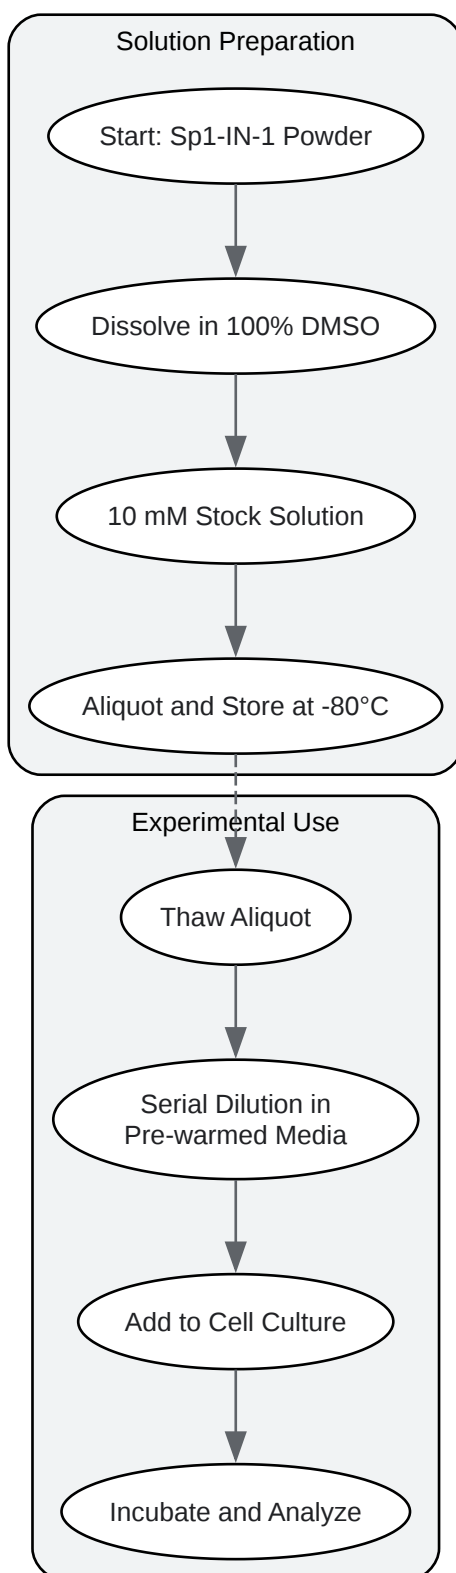 Solution Preparation
Start: Sp1-IN-1 Powder
Dissolve in 100% DMSO
10 mM Stock Solution
Aliquot and Store at -80°C
Experimental Use
Thaw Aliquot
Serial Dilution in
Pre-warmed Media
Add to Cell Culture
Incubate and Analyze